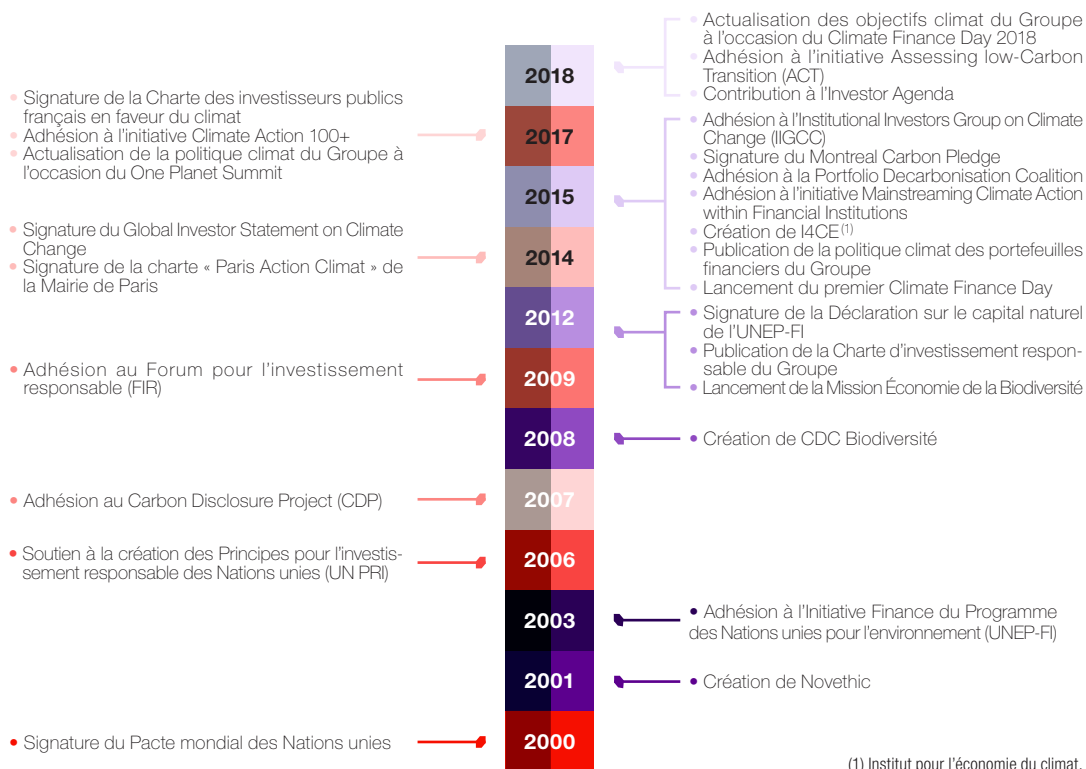 • Actualisation des objectifs climat du Groupe
à l'occasion du Climate Finance Day 2018
• Adhésion à l'initiative Assessing low-Carbon
Transition (ACT)
• Contribution à l'Investor Agenda
2018
• Signature de la Charte des investisseurs publics
français en faveur du climat
• Adhésion à l'initiative Climate Action 100+
• Actualisation de la politique climat du Groupe à
l'occasion du One Planet Summit
2017
• Adhésion à l'Institutional Investors Group on Climate
Change (IIGCC)
• Signature du Montreal Carbon Pledge
• Adhésion à la Portfolio Decarbonisation Coalition
• Adhésion à l'initiative Mainstreaming Climate Action
within Financial Institutions
• Création de I4CE (1)
• Publication de la politique climat des portefeuilles
financiers du Groupe
• Lancement du premier Climate Finance Day
2015
• Signature du Global Investor Statement on Climate
Change
• Signature de la charte « Paris Action Climat » de
la Mairie de Paris
2014
• Signature de la Déclaration sur le capital naturel
de l'UNEP-FI
• Publication de la Charte d'investissement respon-
sable du Groupe
• Lancement de la Mission Économie de la Biodiversité
2012
• Adhésion au Forum pour l'investissement
responsable (FIR)
2009
2008
• Création de CDC Biodiversité
• Adhésion au Carbon Disclosure Project (CDP)
2007
• Soutien à la création des Principes pour l'investis-
sement responsable des Nations unies (UN PRI)
2006
2003
• Adhésion à l'Initiative Finance du Programme
des Nations unies pour l'environnement (UNEP-FI)
2001
• Création de Novethic
• Signature du Pacte mondial des Nations unies
2000
(1) Institut pour l'économie du climat.